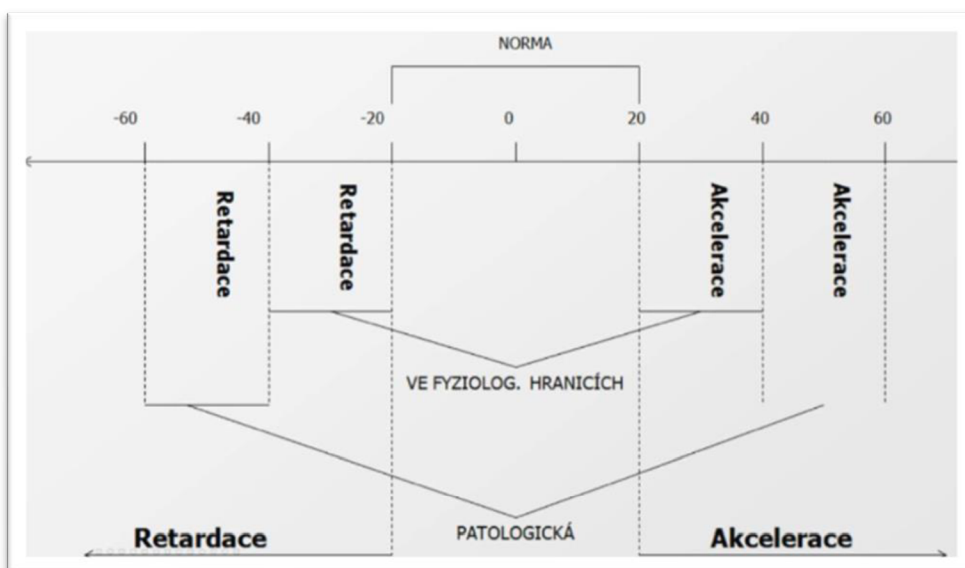 NORMA
-60 -40 -20 0 20 40 60
Retardace
Retardace
Akcelerace
Akcelerace
VE FYZIOLOG. HRANICÍCH
PATOLOGICKÁ
Retardace
Akcelerace